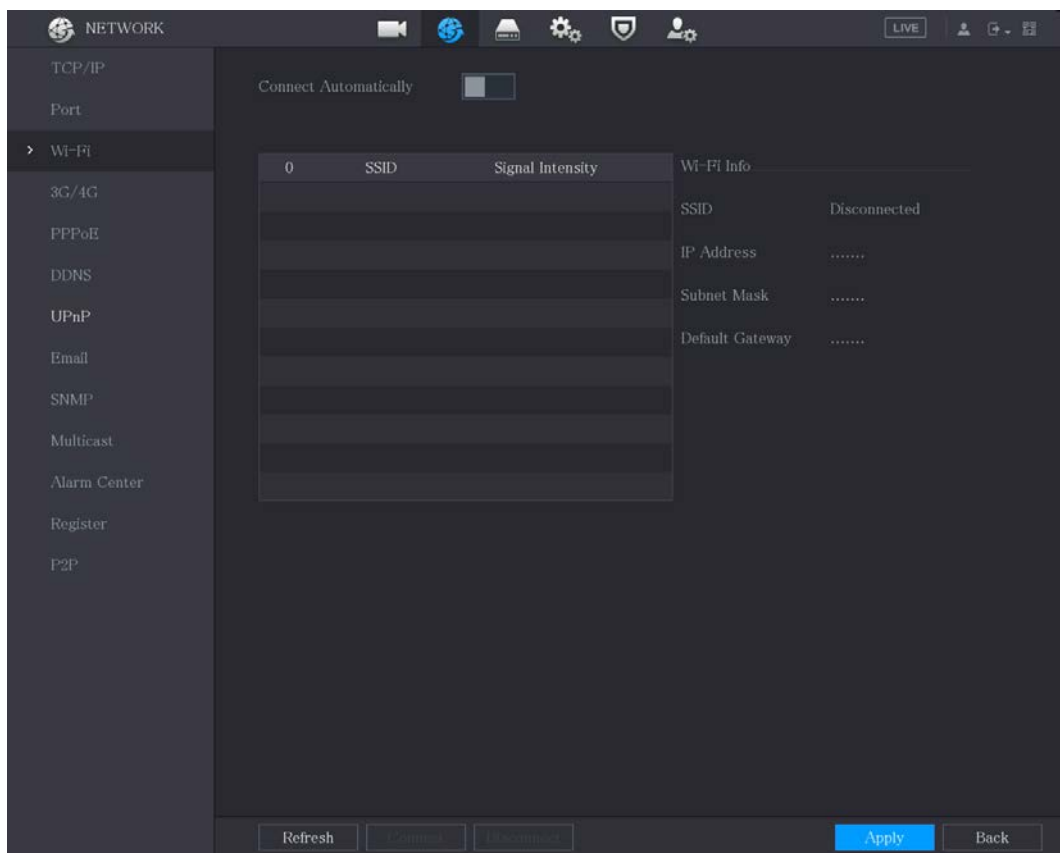 NETWORK
LIVE
TCP/IP
Port
Wi-Fi
3G/4G
PPPoE
DDNS
UPnP
Email
SNMP
Multicast
Alarm Center
Register
P2P
Connect Automatically
0 SSID Signal Intensity
Wi-Fi Info
SSID Disconnected
IP Address .......
Subnet Mask .......
Default Gateway .......
Refresh Connect Disconnect Apply Back